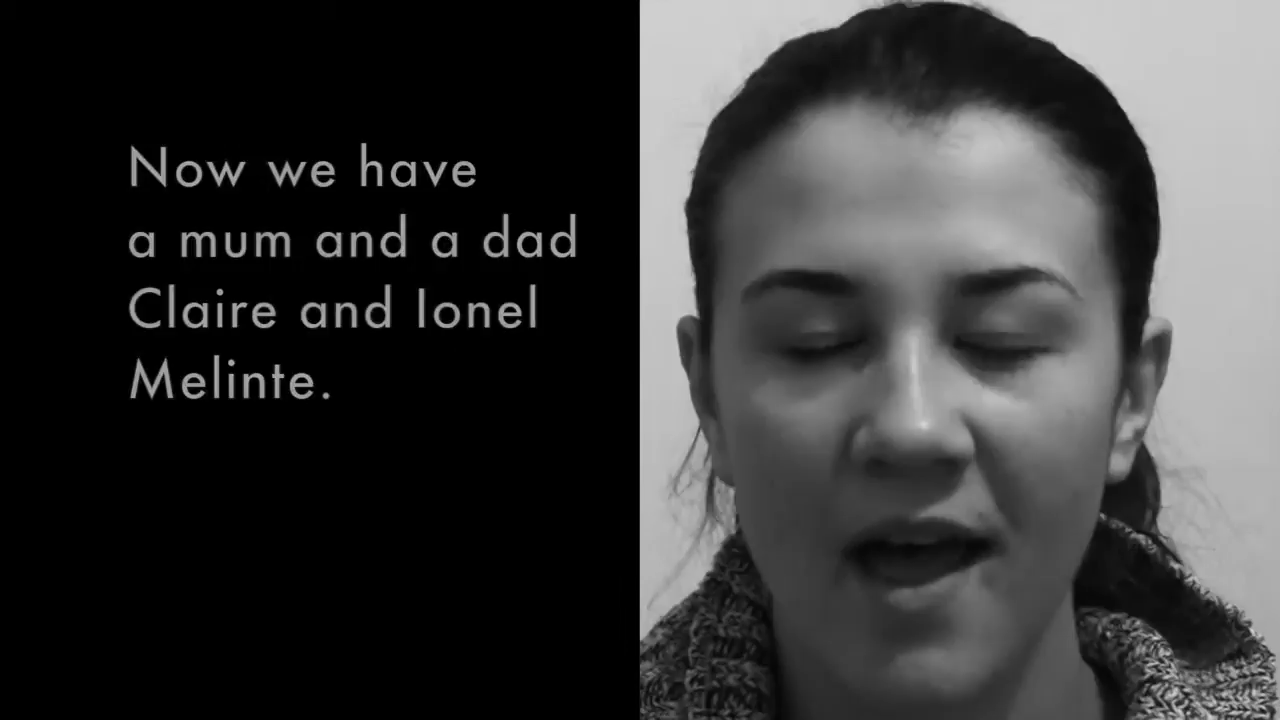 Now we have
a mum and a dad
Claire and Ionel
Melinte.